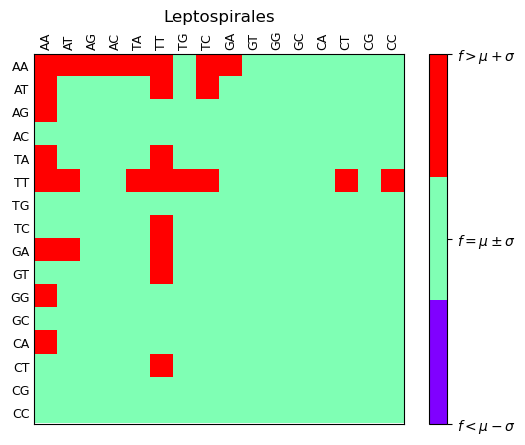 Leptospirales
AA AT AG AC TA TT TG TC GA GT GG GC CA CT CG CC
AA
AT
AG
AC
TA
TT
TG
TC
GA
GT
GG
GC
CA
CT
CG
CC
f > μ + σ
f = μ ± σ
f < μ − σ